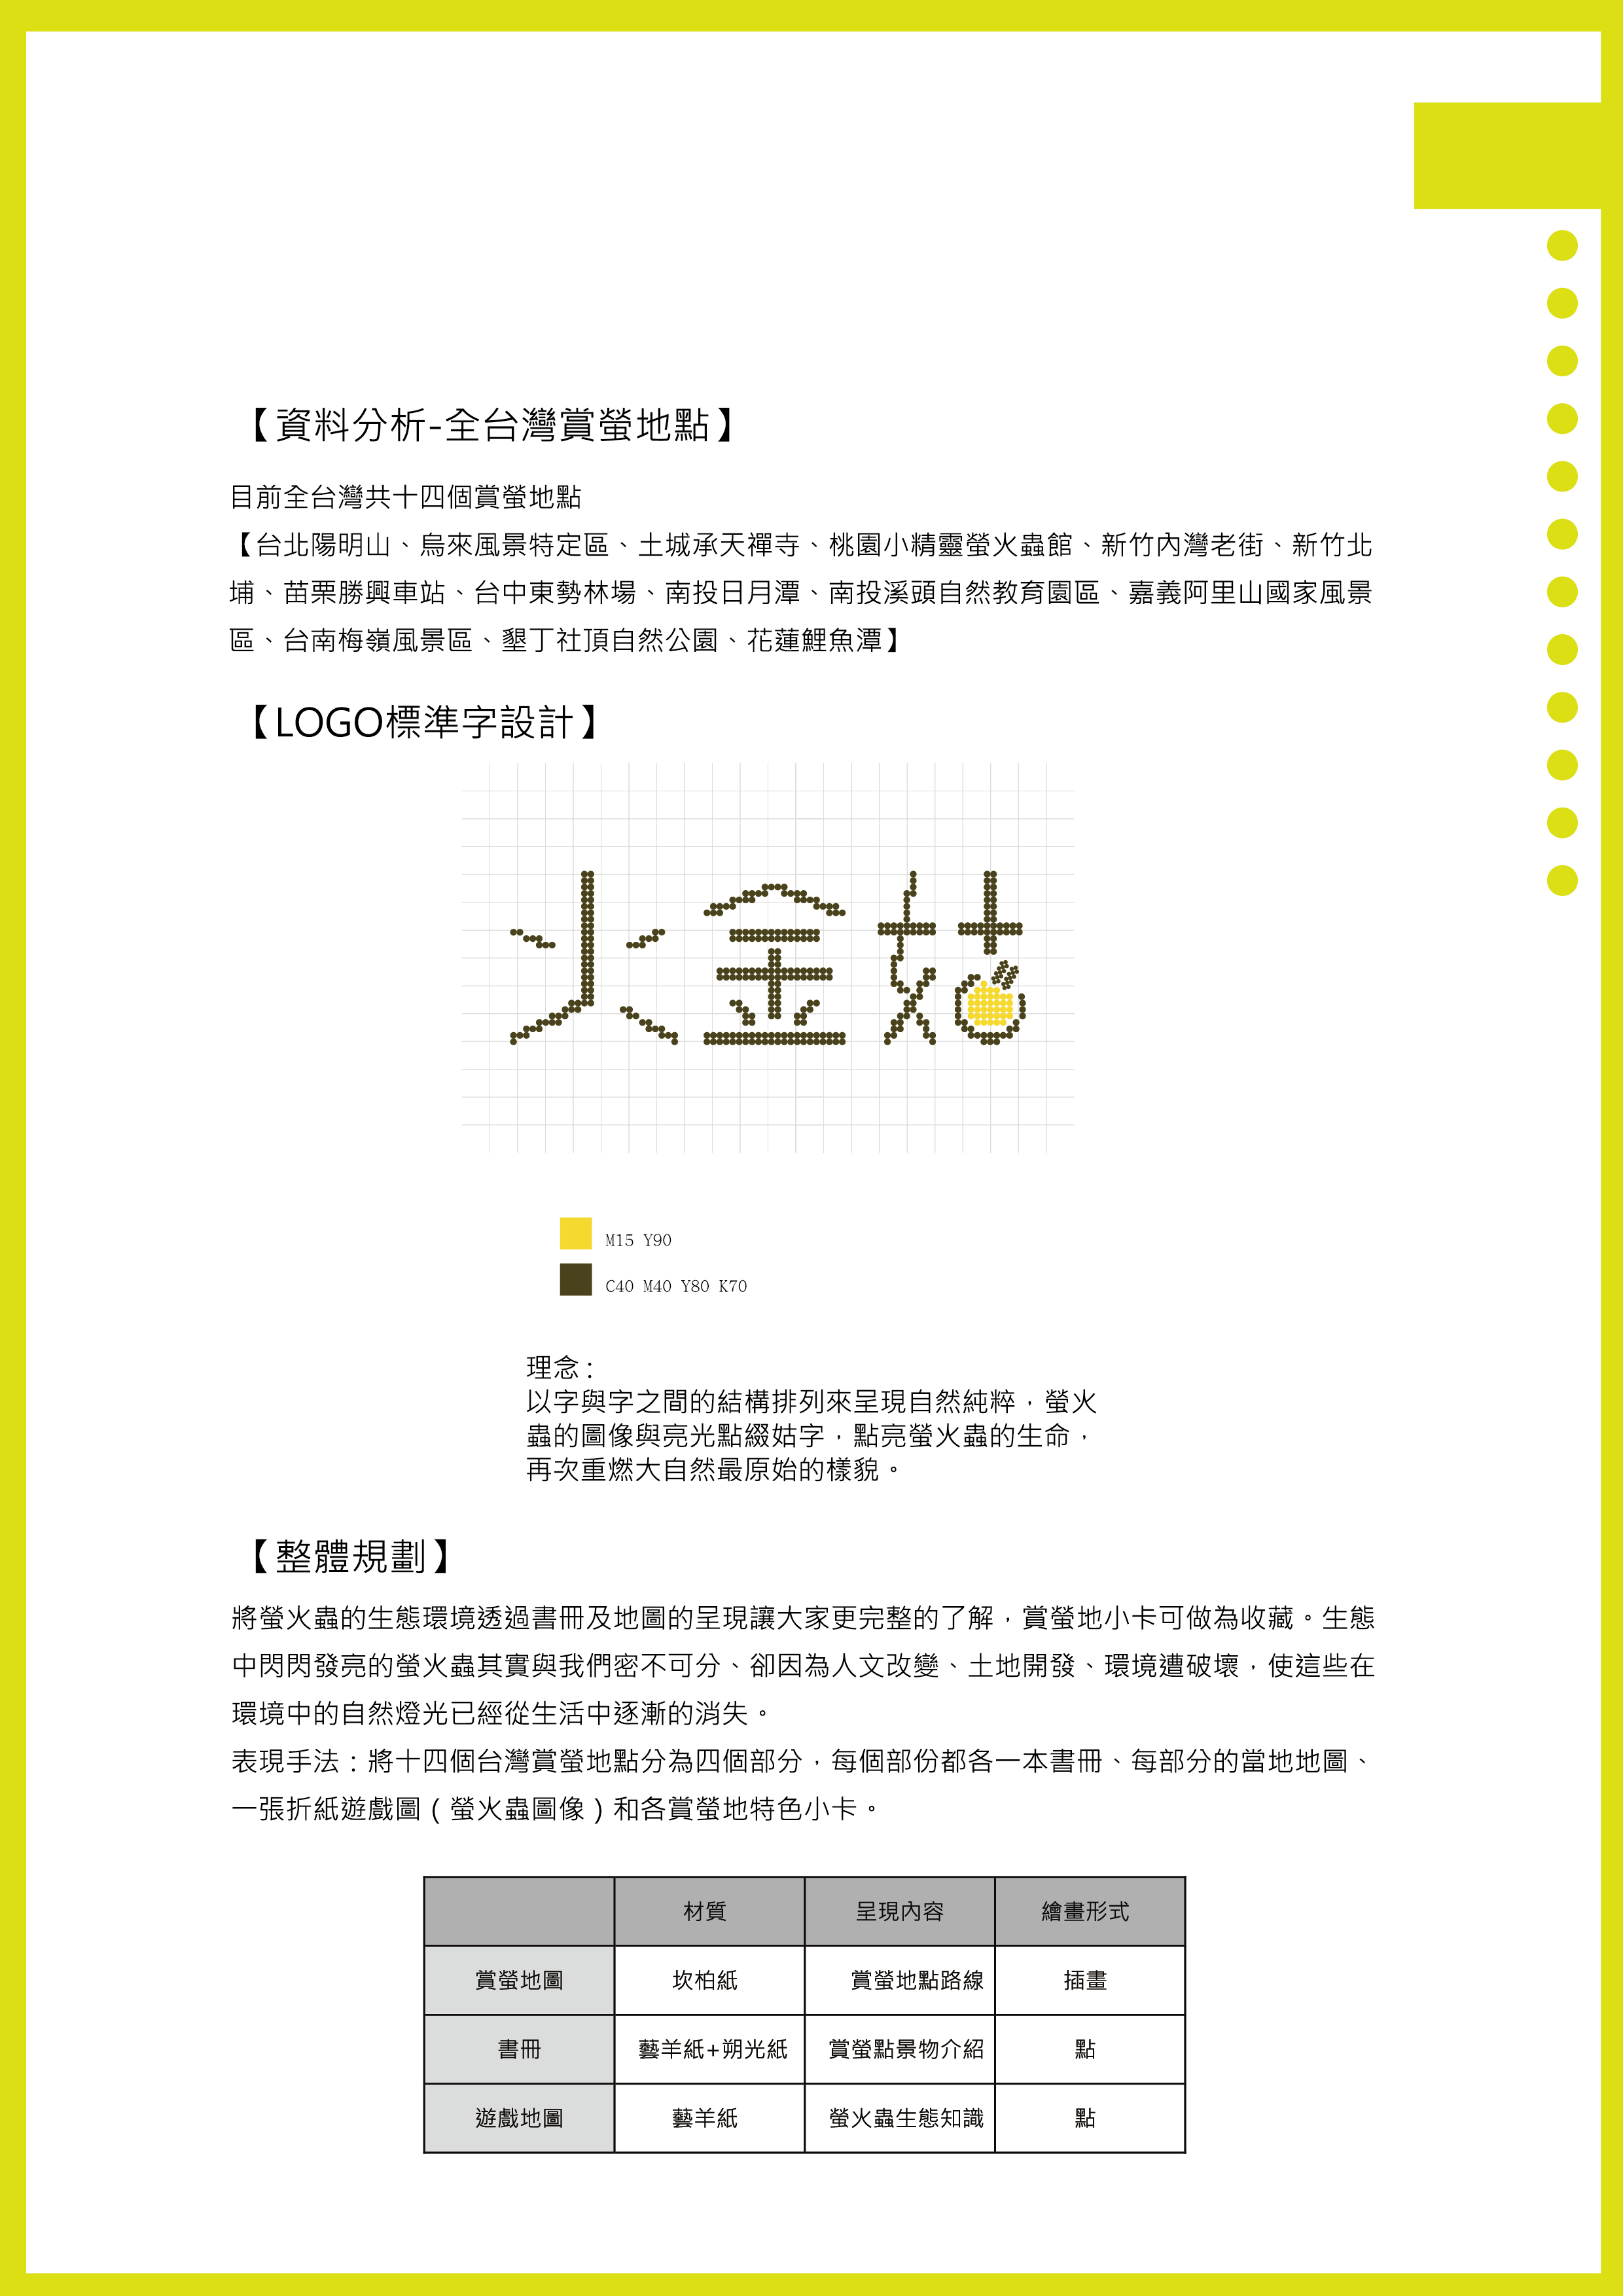 【資料分析-全台灣賞螢地點】
目前全台灣共十四個賞螢地點
【台北陽明山、烏來風景特定區、土城承天禪寺、桃園小精靈螢火蟲館、新竹內灣老街、新竹北
埔、苗栗勝興車站、台中東勢林場、南投日月潭、南投溪頭自然教育園區、嘉義阿里山國家風景
區、台南梅嶺風景區、墾丁社頂自然公園、花蓮鯉魚潭】
【LOGO標準字設計】
火金姑
M15 Y90
C40 M40 Y80 K70
理念:
以字與字之間的結構排列來呈現自然純粹，螢火
蟲的圖像與亮光點綴姑字，點亮螢火蟲的生命，
再次重燃大自然最原始的樣貌。
【整體規劃】
將螢火蟲的生態環境透過書冊及地圖的呈現讓大家更完整的了解，賞螢地小卡可做為收藏。生態
中閃閃發亮的螢火蟲其實與我們密不可分、卻因為人文改變、土地開發、環境遭破壞，使這些在
環境中的自然燈光已經從生活中逐漸的消失。
表現手法：將十四個台灣賞螢地點分為四個部分，每個部份都各一本書冊、每部分的當地地圖、
一張折紙遊戲圖(螢火蟲圖像)和各賞螢地特色小卡。
材質 呈現內容 繪畫形式
賞螢地圖 坎柏紙 賞螢地點路線 插畫
書冊 藝羊紙+朔光紙 賞螢點景物介紹 點
遊戲地圖 藝羊紙 螢火蟲生態知識 點